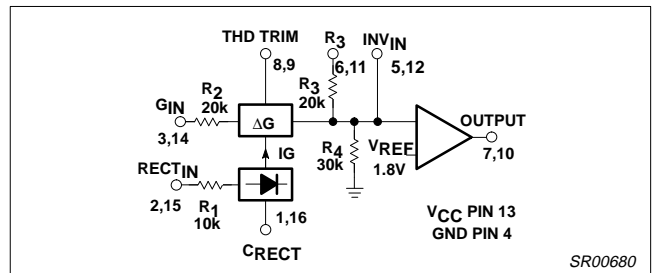 THD TRIM
R3
INVIN
8,9
6,11
5,12
R2
20k
R3
20k
GIN
3,14
ΔG
OUTPUT
7,10
IG
R4
30k
VREF
1.8V
RECTIN
2,15
R1
10k
1,16
CRECT
VCC PIN 13
GND PIN 4
SR00680